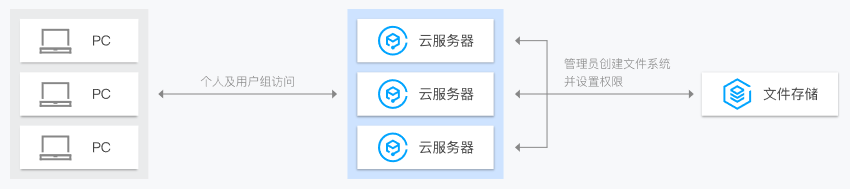 PC
PC
PC
个人及用户组访问
云服务器
云服务器
云服务器
管理员创建文件系统
并设置权限
文件存储